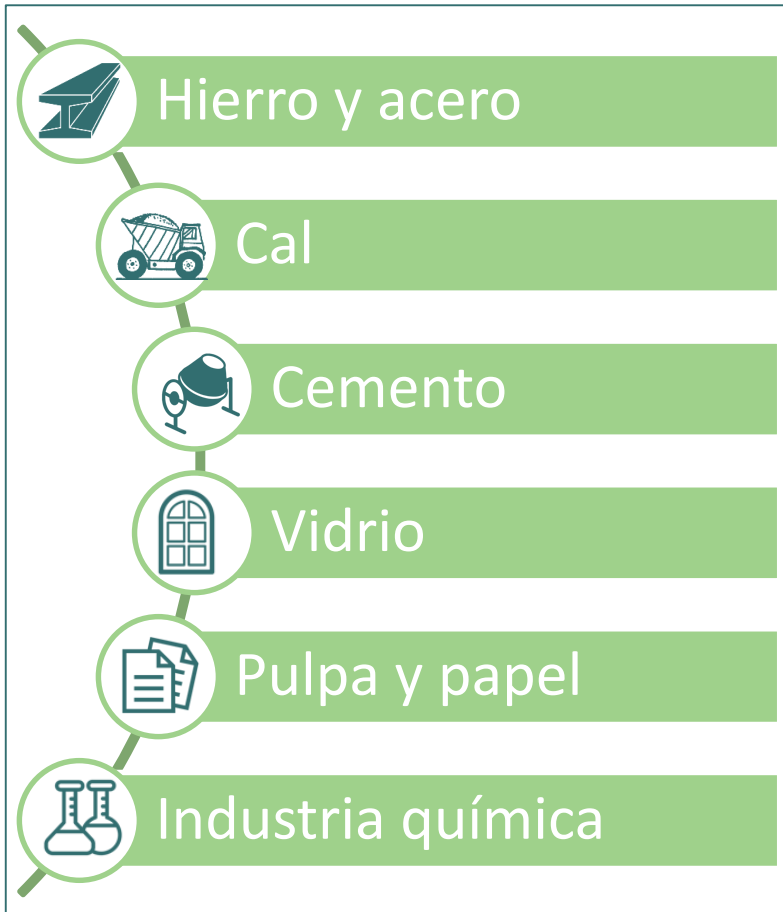 Hierro y acero
Cal
Cemento
Vidrio
Pulpa y papel
Industria química